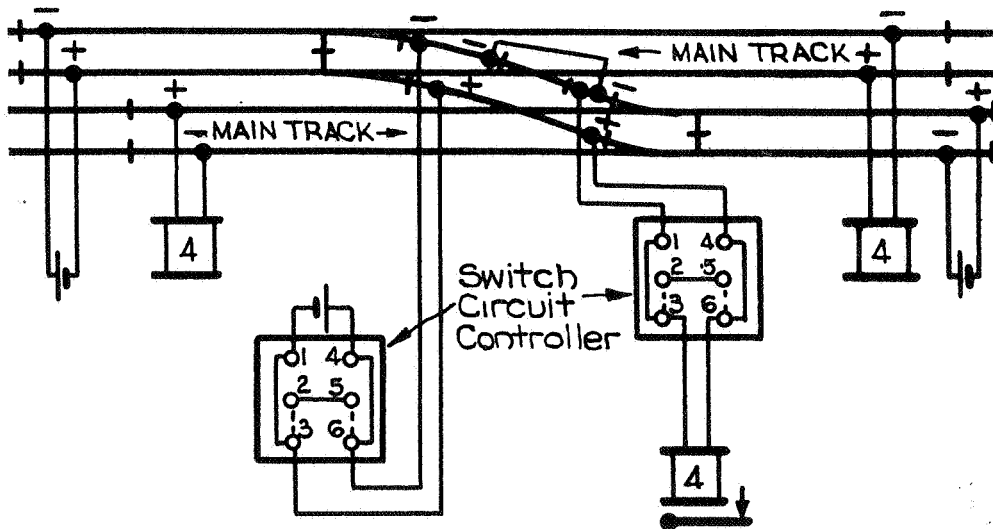 MAIN TRACK
MAIN TRACK
4
4
1 4
2 5
3 6
Switch
Circuit
Controller
1 4
2 5
3 6
4